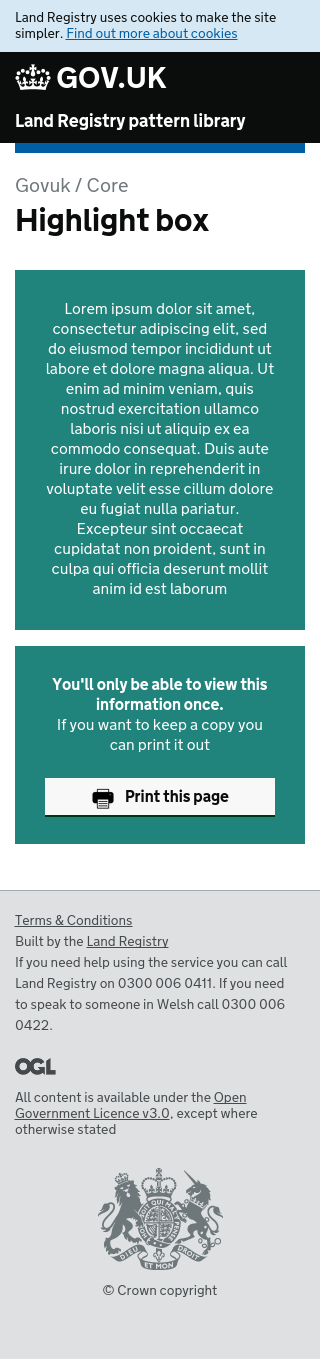 Land Registry uses cookies to make the site
simpler. Find out more about cookies
GOV.UK
Land Registry pattern library
Govuk / Core
Highlight box
Lorem ipsum dolor sit amet,
consectetur adipiscing elit, sed
do eiusmod tempor incididunt ut
labore et dolore magna aliqua. Ut
enim ad minim veniam, quis
nostrud exercitation ullamco
laboris nisi ut aliquip ex ea
commodo consequat. Duis aute
irure dolor in reprehenderit in
voluptate velit esse cillum dolore
eu fugiat nulla pariatur.
Excepteur sint occaecat
cupidatat non proident, sunt in
culpa qui officia deserunt mollit
anim id est laborum
You'll only be able to view this
information once.
If you want to keep a copy you
can print it out
Print this page
Terms & Conditions
Built by the Land Registry
If you need help using the service you can call
Land Registry on 0300 006 0411. If you need
to speak to someone in Welsh call 0300 006
0422.
OGL
All content is available under the Open
Government Licence v3.0, except where
otherwise stated
DIEU ET MON DROIT
© Crown copyright